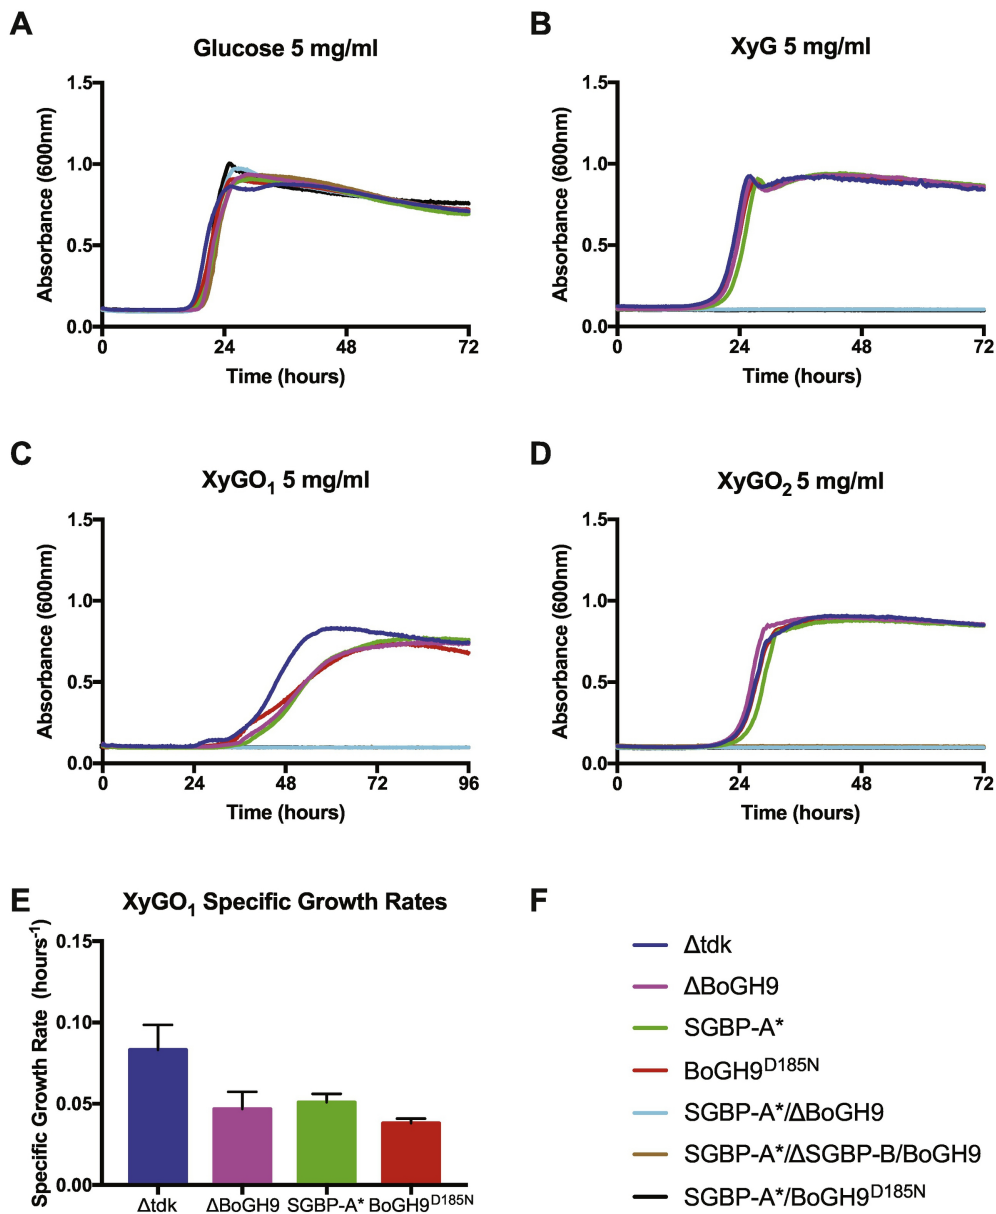 A
Glucose 5 mg/ml
Absorbance (600nm)
1.5
1.0
0.5
0.0
0 24 48 72
Time (hours)
B
XyG 5 mg/ml
Absorbance (600nm)
1.5
1.0
0.5
0.0
0 24 48 72
Time (hours)
C
XyGO1 5 mg/ml
Absorbance (600nm)
1.5
1.0
0.5
0.0
0 24 48 72 96
Time (hours)
D
XyGO2 5 mg/ml
Absorbance (600nm)
1.5
1.0
0.5
0.0
0 24 48 72
Time (hours)
E
XyGO1 Specific Growth Rates
Specific Growth Rate (hours-1)
0.15
0.10
0.05
0.00
Δtdk ΔBoGH9 SGBP-A* BoGH9D185N
F
Δtdk
ΔBoGH9
SGBP-A*
BoGH9D185N
SGBP-A*/ΔBoGH9
SGBP-A*/ΔSGBP-B/BoGH9
SGBP-A*/BoGH9D185N